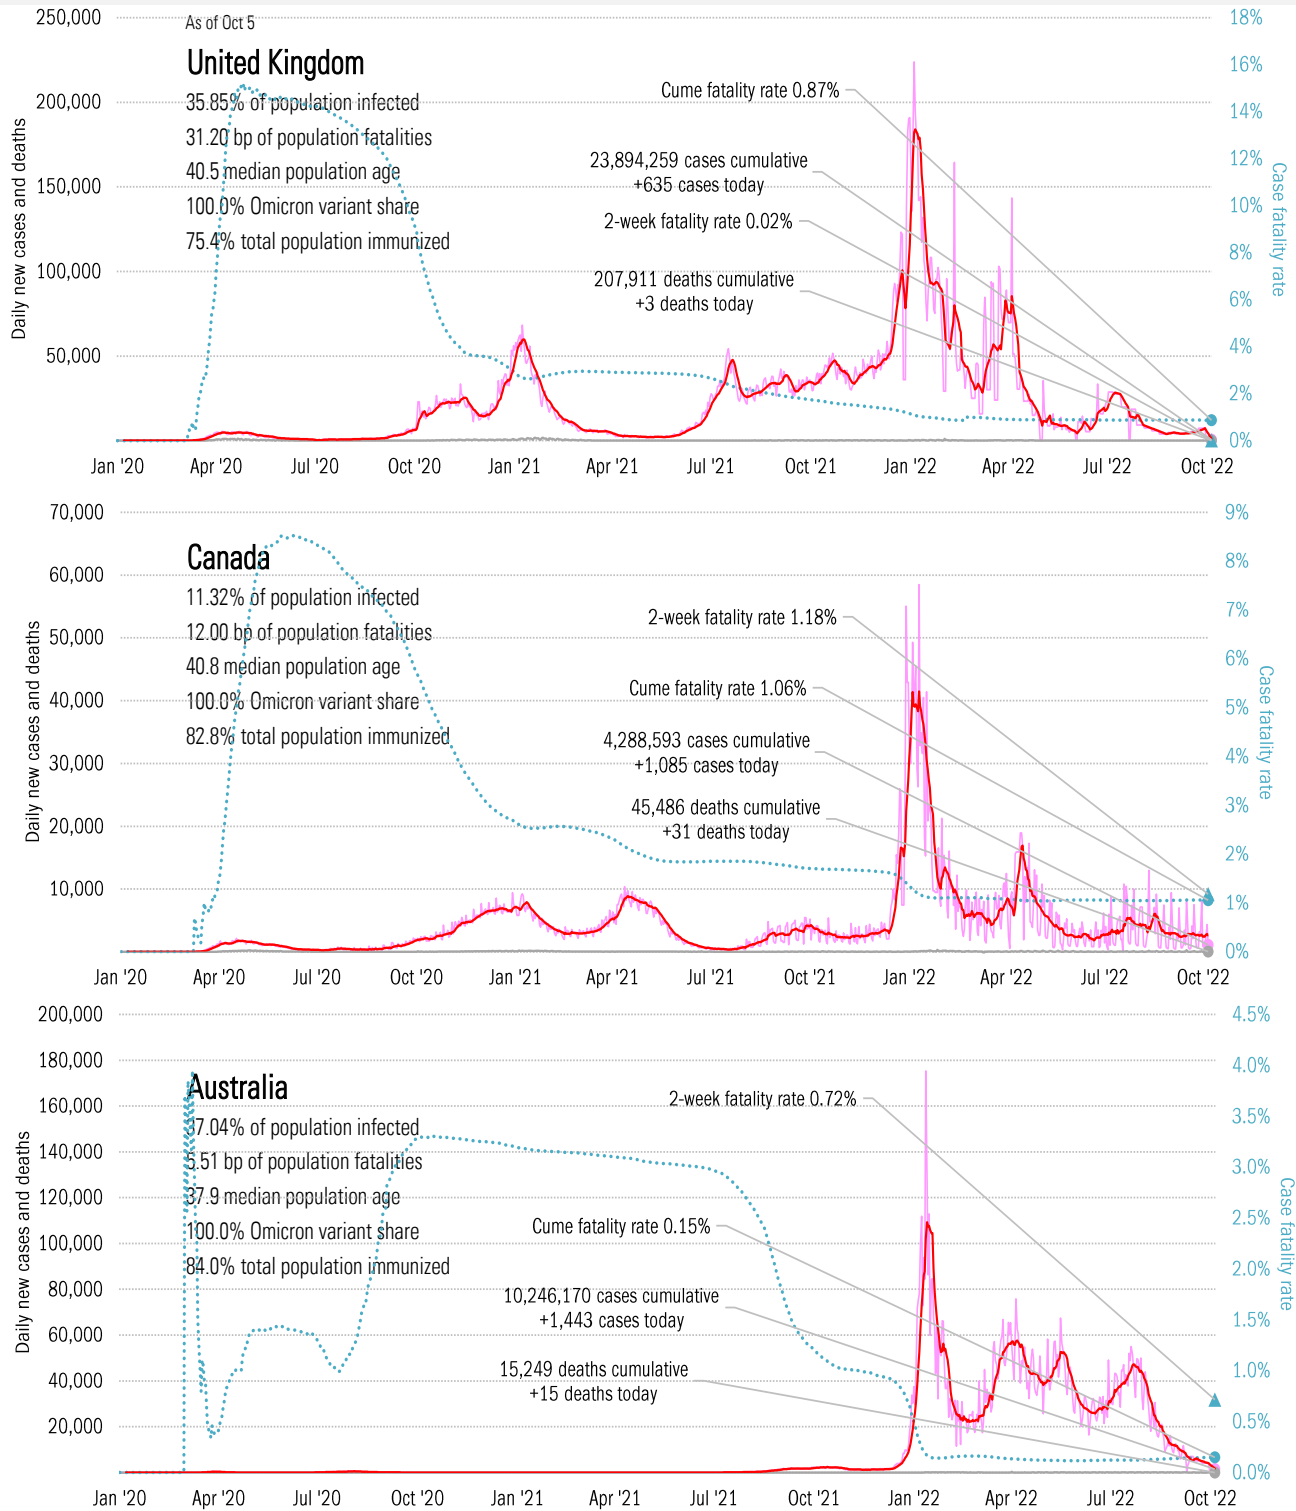 As of Oct 5
United Kingdom
35.85% of population infected
31.20 bp of population fatalities
40.5 median population age
100.0% Omicron variant share
75.4% total population immunized
Cume fatality rate 0.87%
23,894,259 cases cumulative
+635 cases today
2-week fatality rate 0.02%
207,911 deaths cumulative
+3 deaths today
Daily new cases and deaths
250,000
200,000
150,000
100,000
50,000
Case fatality rate
18%
16%
14%
12%
10%
8%
6%
4%
2%
0%
Jan '20 Apr '20 Jul '20 Oct '20 Jan '21 Apr '21 Jul '21 Oct '21 Jan '22 Apr '22 Jul '22 Oct '22
Canada
11.32% of population infected
12.00 bp of population fatalities
40.8 median population age
100.0% Omicron variant share
82.8% total population immunized
2-week fatality rate 1.18%
Cume fatality rate 1.06%
4,288,593 cases cumulative
+1,085 cases today
45,486 deaths cumulative
+31 deaths today
Daily new cases and deaths
70,000
60,000
50,000
40,000
30,000
20,000
10,000
Case fatality rate
9%
8%
7%
6%
5%
4%
3%
2%
1%
0%
Jan '20 Apr '20 Jul '20 Oct '20 Jan '21 Apr '21 Jul '21 Oct '21 Jan '22 Apr '22 Jul '22 Oct '22
Australia
37.04% of population infected
5.51 bp of population fatalities
37.9 median population age
100.0% Omicron variant share
84.0% total population immunized
2-week fatality rate 0.72%
Cume fatality rate 0.15%
10,246,170 cases cumulative
+1,443 cases today
15,249 deaths cumulative
+15 deaths today
Daily new cases and deaths
200,000
180,000
160,000
140,000
120,000
100,000
80,000
60,000
40,000
20,000
Case fatality rate
4.5%
4.0%
3.5%
3.0%
2.5%
2.0%
1.5%
1.0%
0.5%
0.0%
Jan '20 Apr '20 Jul '20 Oct '20 Jan '21 Apr '21 Jul '21 Oct '21 Jan '22 Apr '22 Jul '22 Oct '22